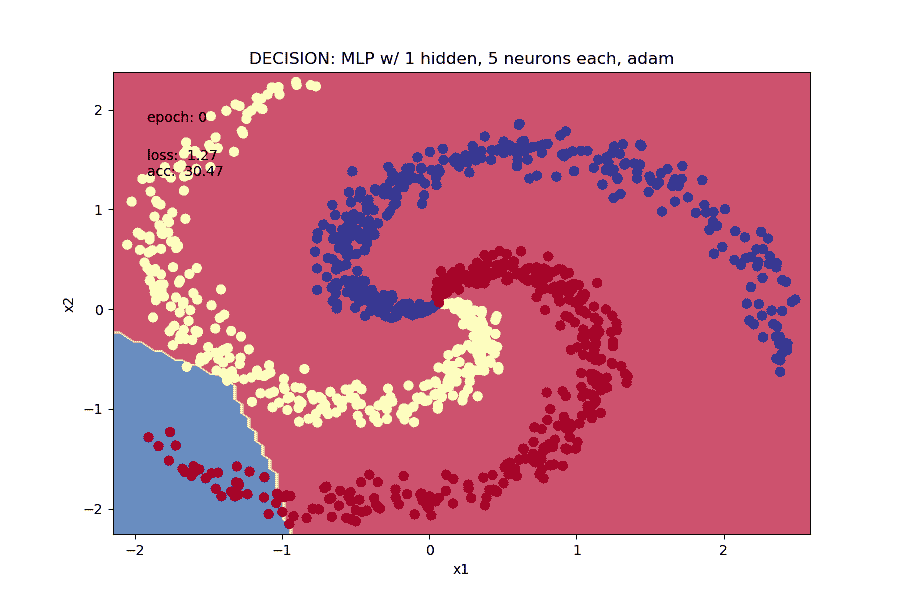 DECISION: MLP w/ 1 hidden, 5 neurons each, adam
epoch: 0
loss: 1.27
acc: 30.47
x2
2
1
0
−1
−2
−2
−1
0
1
2
x1